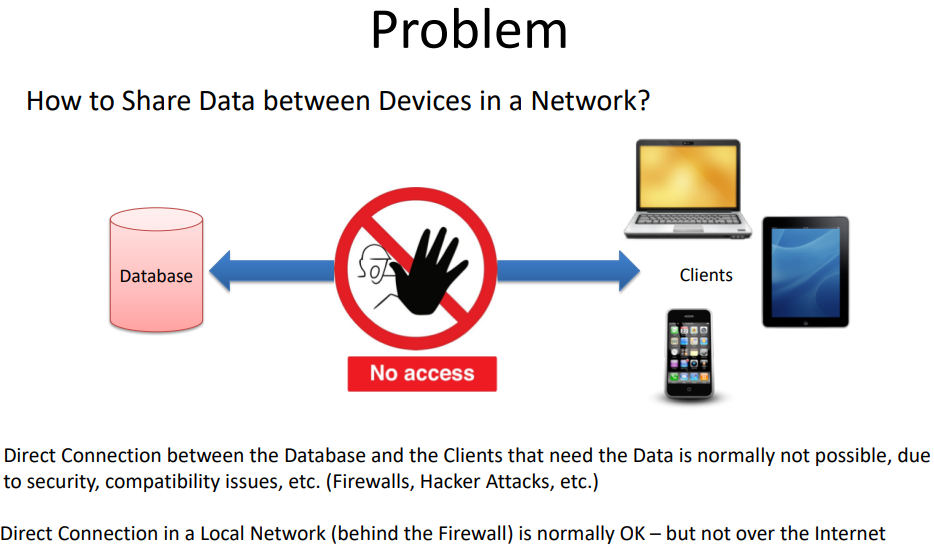 Problem
How to Share Data between Devices in a Network?
Database
Clients
No access
Direct Connection between the Database and the Clients that need the Data is normally not possible, due
to security, compatibility issues, etc. (Firewalls, Hacker Attacks, etc.)
Direct Connection in a Local Network (behind the Firewall) is normally OK – but not over the Internet